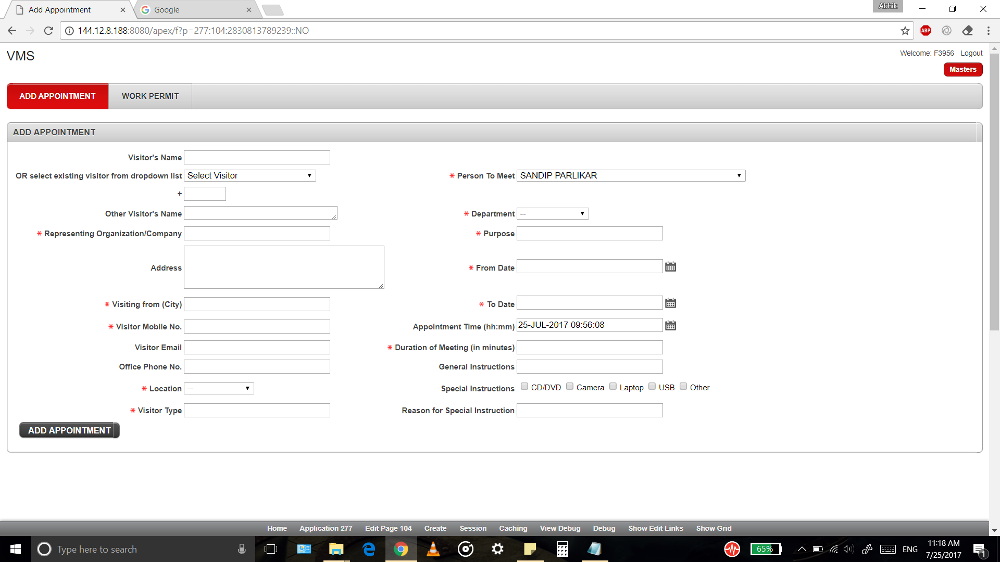 Add Appointment
Google
Abhik
144.12.8.188:8080/apex/f?p=277:104:2830813789239::NO
ABP
VMS
Welcome: F3956 Logout
Masters
ADD APPOINTMENT WORK PERMIT
ADD APPOINTMENT
Visitor's Name
OR select existing visitor from dropdown list Select Visitor * Person To Meet SANDIP PARLIKAR
+
Other Visitor's Name * Department --
* Representing Organization/Company * Purpose
Address * From Date
* Visiting from (City) * To Date
* Visitor Mobile No. Appointment Time (hh:mm) 25-JUL-2017 09:56:08
Visitor Email * Duration of Meeting (in minutes)
Office Phone No. General Instructions
* Location -- Special Instructions CD/DVD Camera Laptop USB Other
* Visitor Type Reason for Special Instruction
ADD APPOINTMENT
Home Application 277 Edit Page 104 Create Session Caching View Debug Debug Show Edit Links Show Grid
Type here to search
65%
ENG
11:18 AM
7/25/2017
1